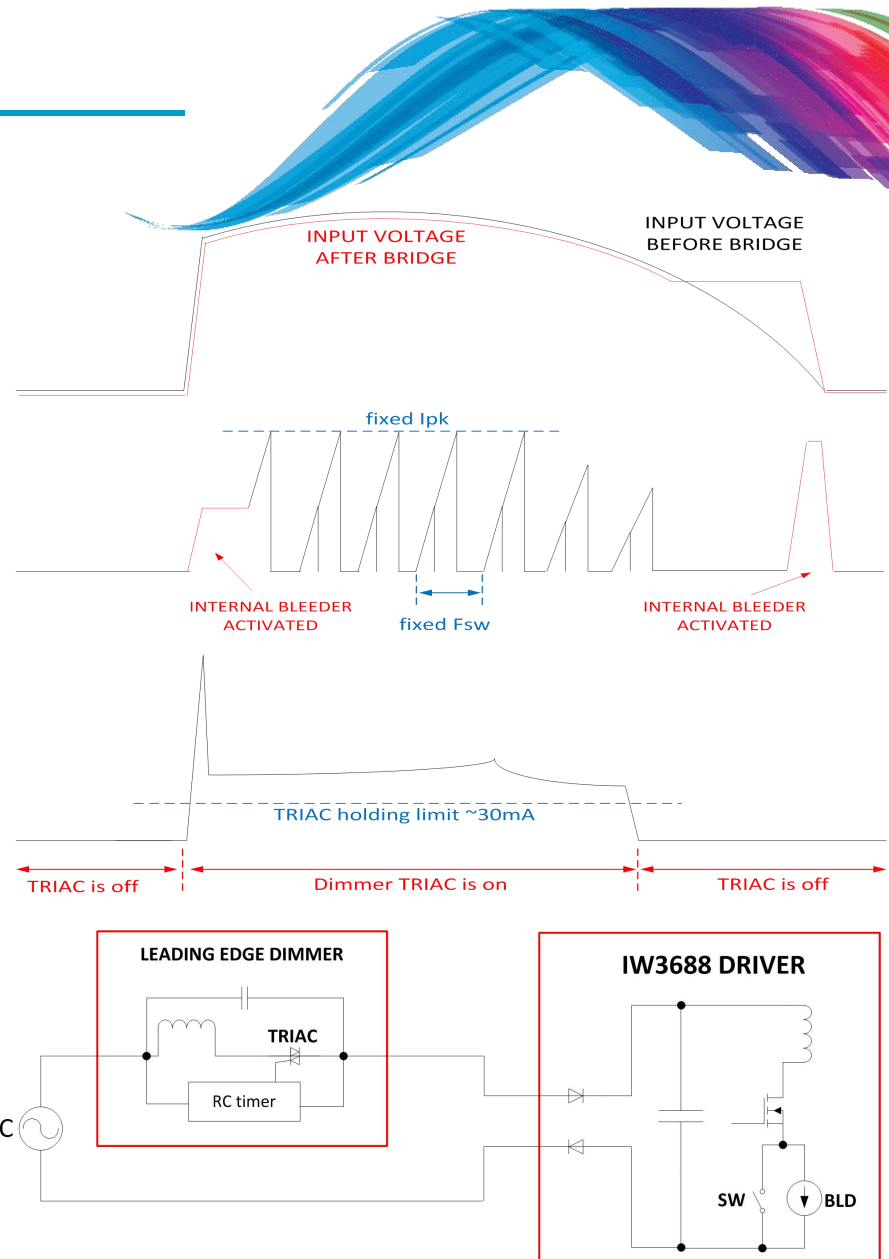 INPUT VOLTAGE
AFTER BRIDGE
INPUT VOLTAGE
BEFORE BRIDGE
fixed Ipk
INTERNAL BLEEDER
ACTIVATED
fixed Fsw
INTERNAL BLEEDER
ACTIVATED
TRIAC holding limit ~30mA
TRIAC is off
Dimmer TRIAC is on
TRIAC is off
LEADING EDGE DIMMER
TRIAC
RC timer
IW3688 DRIVER
C
SW
BLD